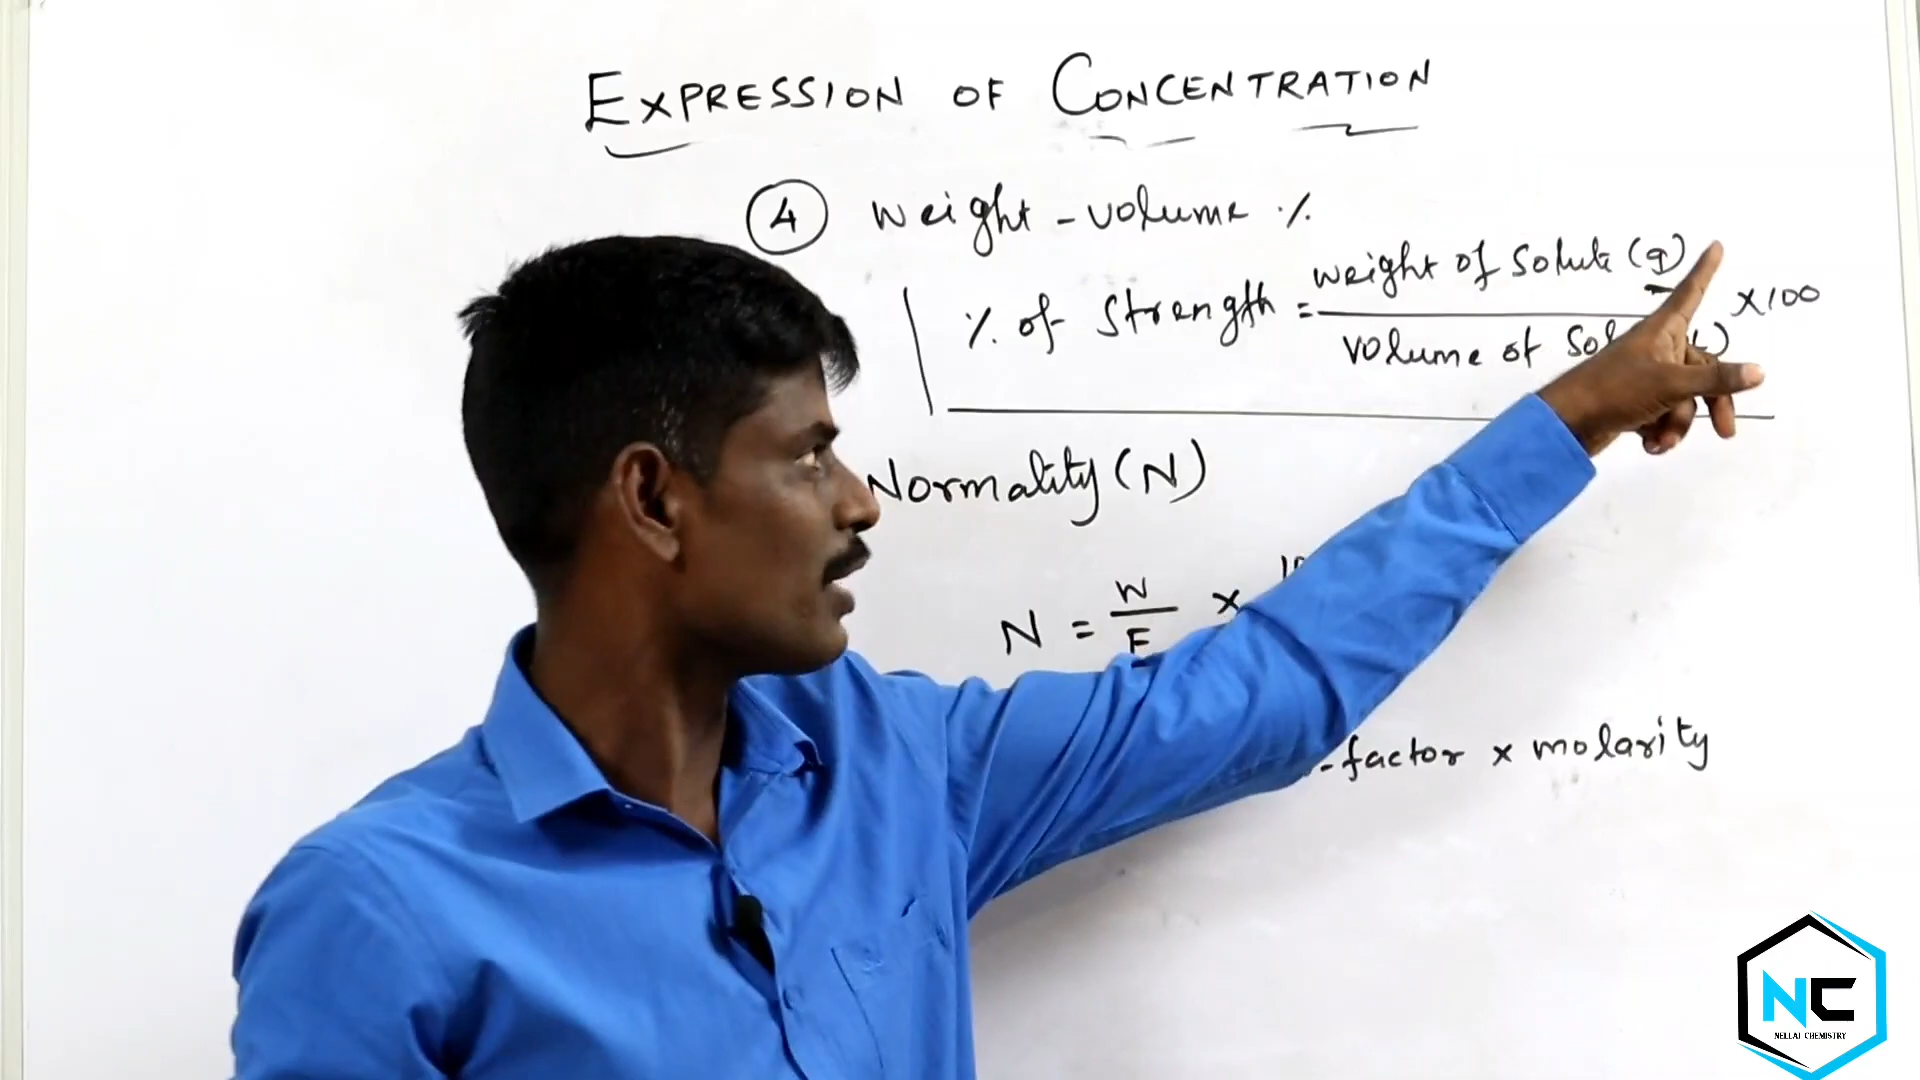 EXPRESSION OF CONCENTRATION
4 Weight-volume %
% of strength = weight of solute (g)
volume of
×100
Normality (N)
N = W
E
×
-factor × molarity
NC
NELLAI CHEMISTRY